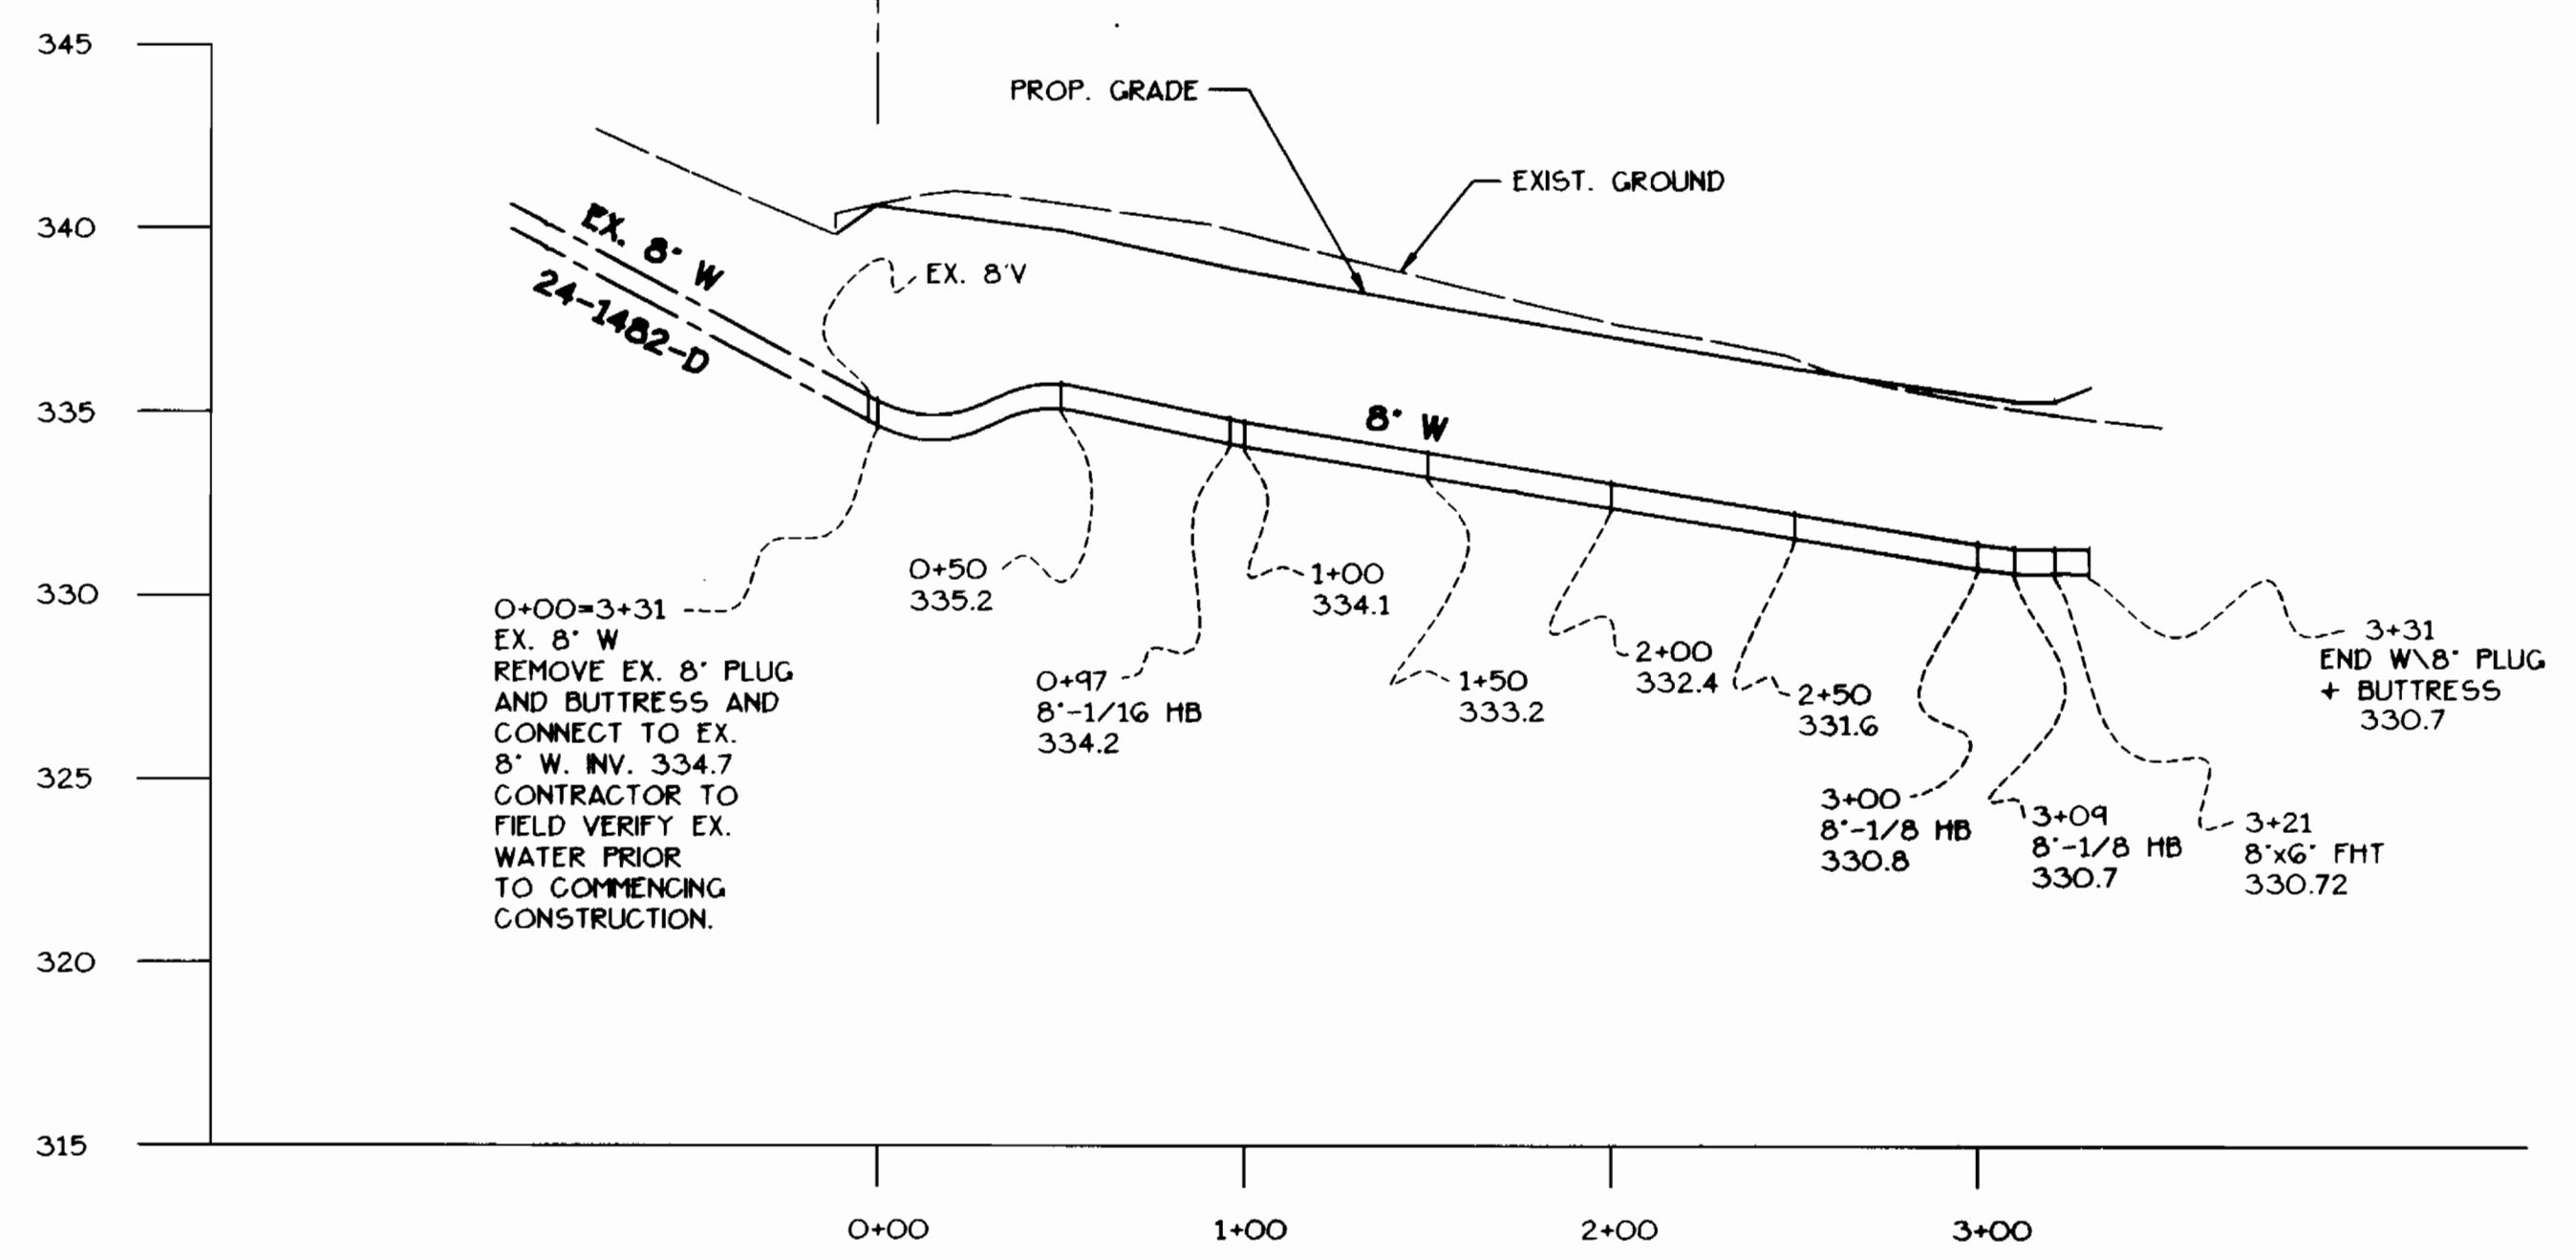 345
340
335
330
325
320
315
PROP. GRADE
EXIST. GROUND
EX. 8" W
24-1482-D
EX. 8"V
8" W
0+00=3+31
EX. 8" W
REMOVE EX. 8" PLUG
AND BUTTRESS AND
CONNECT TO EX.
8" W. INV. 334.7
CONTRACTOR TO
FIELD VERIFY EX.
WATER PRIOR
TO COMMENCING
CONSTRUCTION.
0+50
335.2
0+97
8"-1/16 HB
334.2
1+00
334.1
1+50
333.2
2+00
332.4
2+50
331.6
3+00
8"-1/8 HB
330.8
3+09
8"-1/8 HB
330.7
3+21
8"x6" FHT
330.72
3+31
END W\8" PLUG
+ BUTTRESS
330.7
0+00
1+00
2+00
3+00